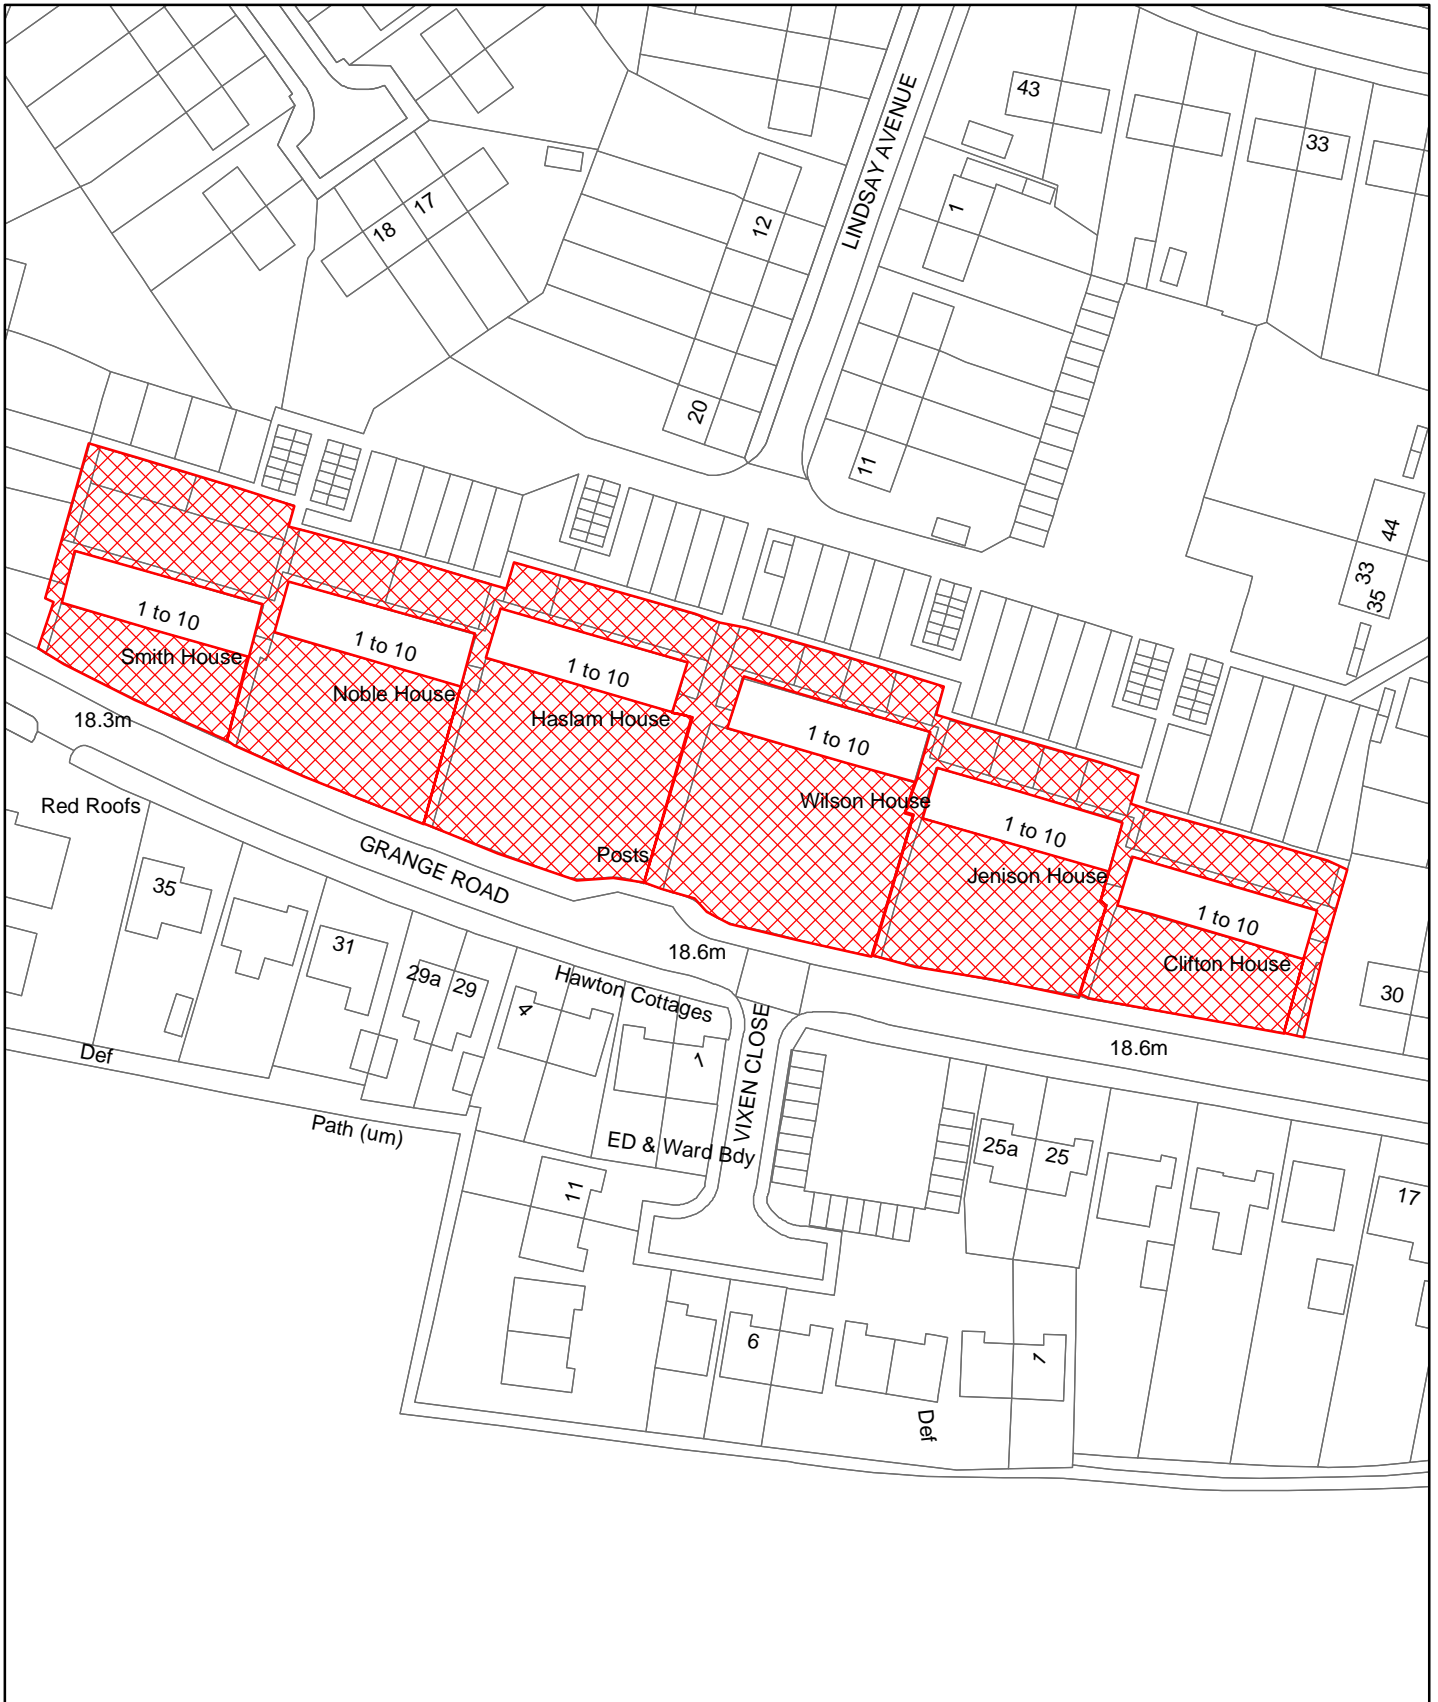 43
33
LINDSAY AVENUE
17
18
12
1
20
11
44
33
35
1 to 10
Smith House
1 to 10
Noble House
1 to 10
Haslam House
1 to 10
Wilson House
1 to 10
Jenison House
1 to 10
Clifton House
18.3m
Red Roofs
GRANGE ROAD
Posts
35
31
29a
29
18.6m
Hawton Cottages
4
7
VIXEN CLOSE
30
18.6m
Def
Path (um)
ED & Ward Bdy
25a
25
11
17
6
1
Def